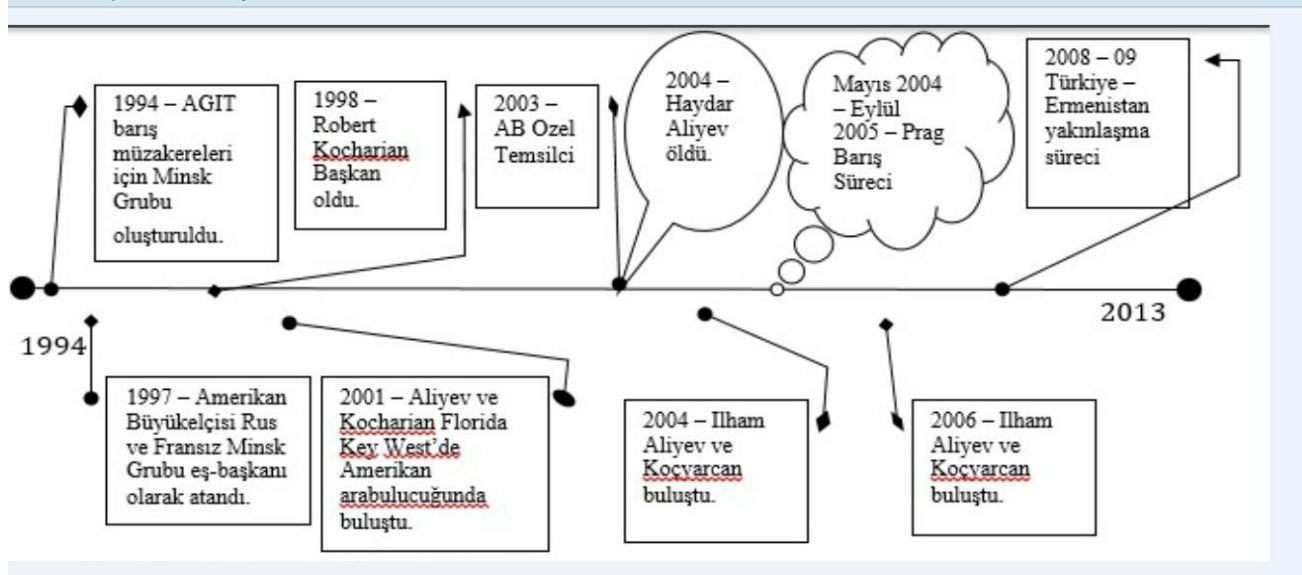 1994 – AGIT
barış
müzakereleri
için Minsk
Grubu
oluşturuldu.
1998 –
Robert
Kocharian
Başkan
oldu.
2003 –
AB Ozel
Temsilci
2004 –
Haydar
Aliyev
öldü.
Mayıs 2004
– Eylül
2005 – Prag
Barış
Süreci
2008 – 09
Türkiye –
Ermenistan
yakınlaşma
süreci
1994
2013
1997 – Amerikan
Büyükelçisi Rus
ve Fransız Minsk
Grubu eş-başkanı
olarak atandı.
2001 – Aliyev ve
Kocharian Florida
Key West'de
Amerikan
arabulucuğunda
buluştu.
2004 – Ilham
Aliyev ve
Koçyarcan
buluştu.
2006 – Ilham
Aliyev ve
Koçyarcan
buluştu.